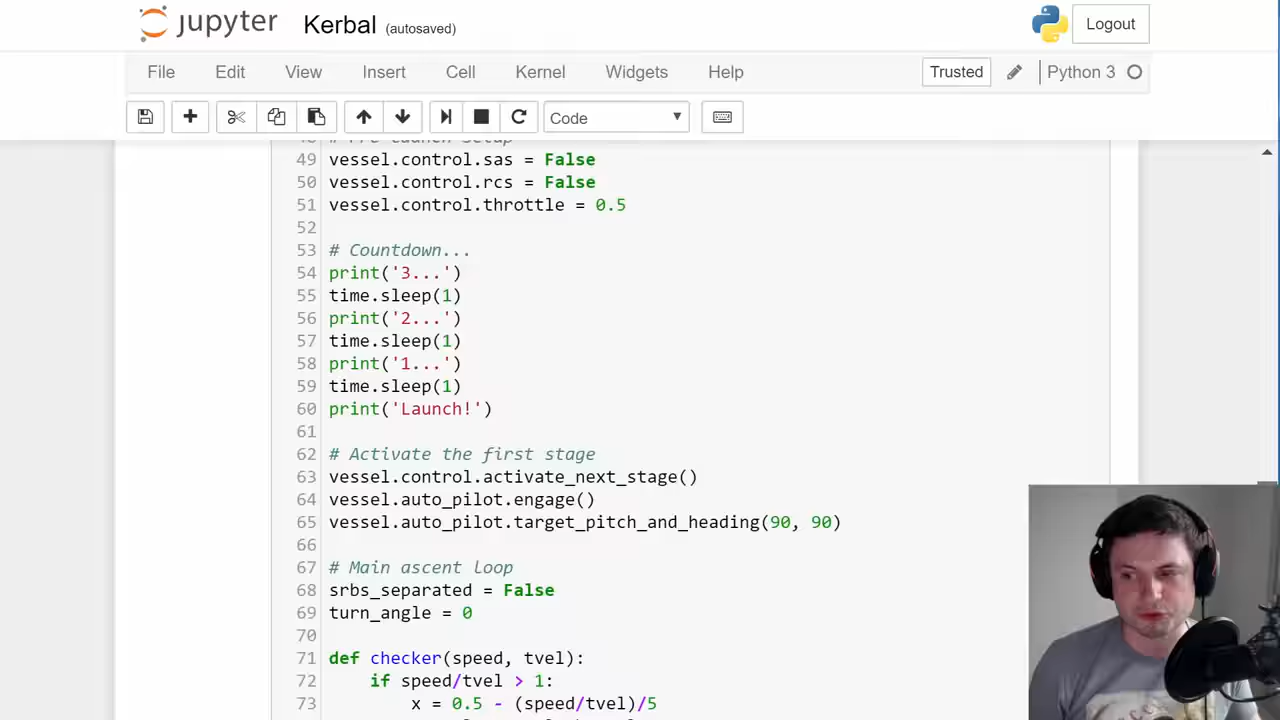 jupyter Kerbal (autosaved) Logout
File Edit View Insert Cell Kernel Widgets Help Trusted Python 3
Code
49 vessel.control.sas = False
50 vessel.control.rcs = False
51 vessel.control.throttle = 0.5
52
53 # Countdown...
54 print('3...')
55 time.sleep(1)
56 print('2...')
57 time.sleep(1)
58 print('1...')
59 time.sleep(1)
60 print('Launch!')
61
62 # Activate the first stage
63 vessel.control.activate_next_stage()
64 vessel.auto_pilot.engage()
65 vessel.auto_pilot.target_pitch_and_heading(90, 90)
66
67 # Main ascent loop
68 srbs_separated = False
69 turn_angle = 0
70
71 def checker(speed, tvel):
72 if speed/tvel > 1:
73 x = 0.5 - (speed/tvel)/5